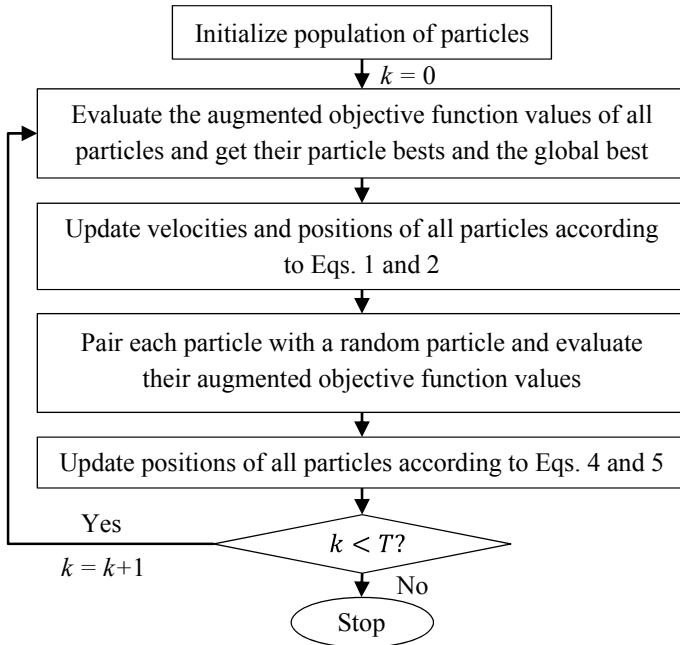 Initialize population of particles
k = 0
Evaluate the augmented objective function values of all
particles and get their particle bests and the global best
Update velocities and positions of all particles according
to Eqs. 1 and 2
Pair each particle with a random particle and evaluate
their augmented objective function values
Update positions of all particles according to Eqs. 4 and 5
Yes
k < T?
k = k+1
No
Stop